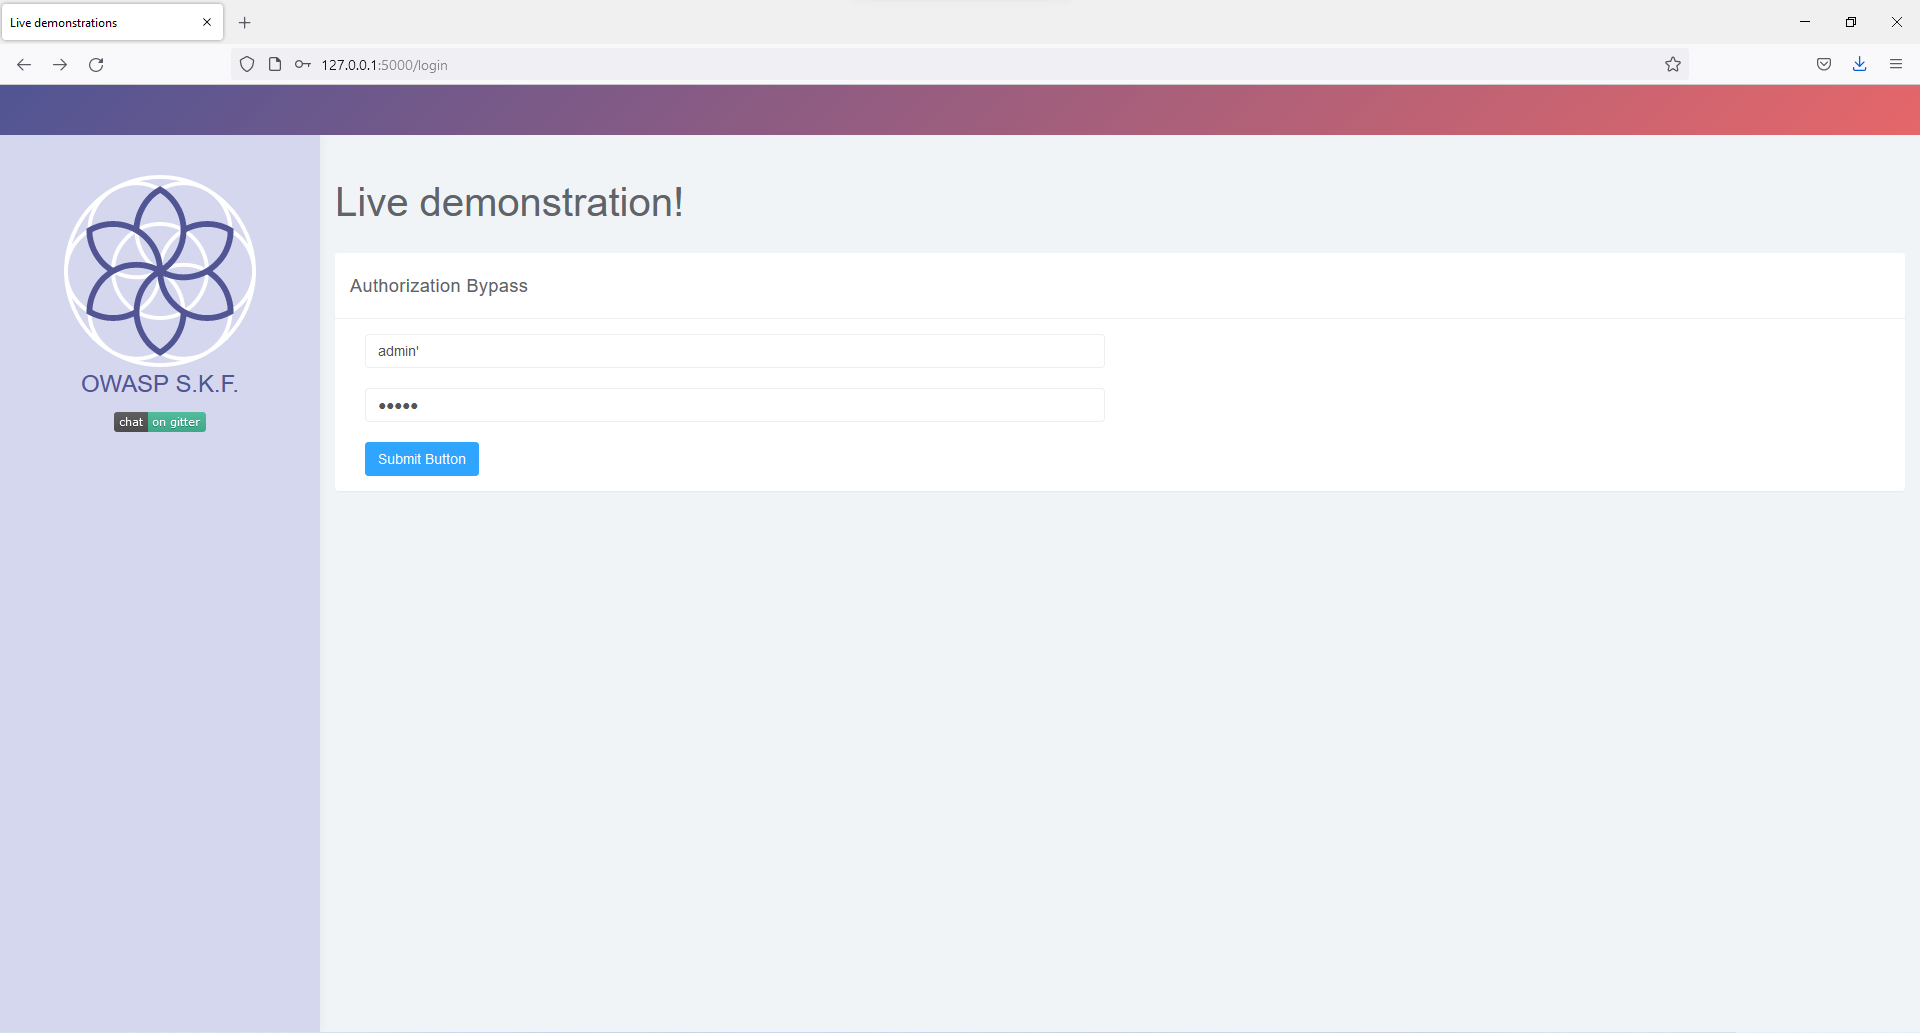 Live demonstrations
127.0.0.1:5000/login
OWASP S.K.F.
chat on gitter
Live demonstration!
Authorization Bypass
admin'
•••••
Submit Button